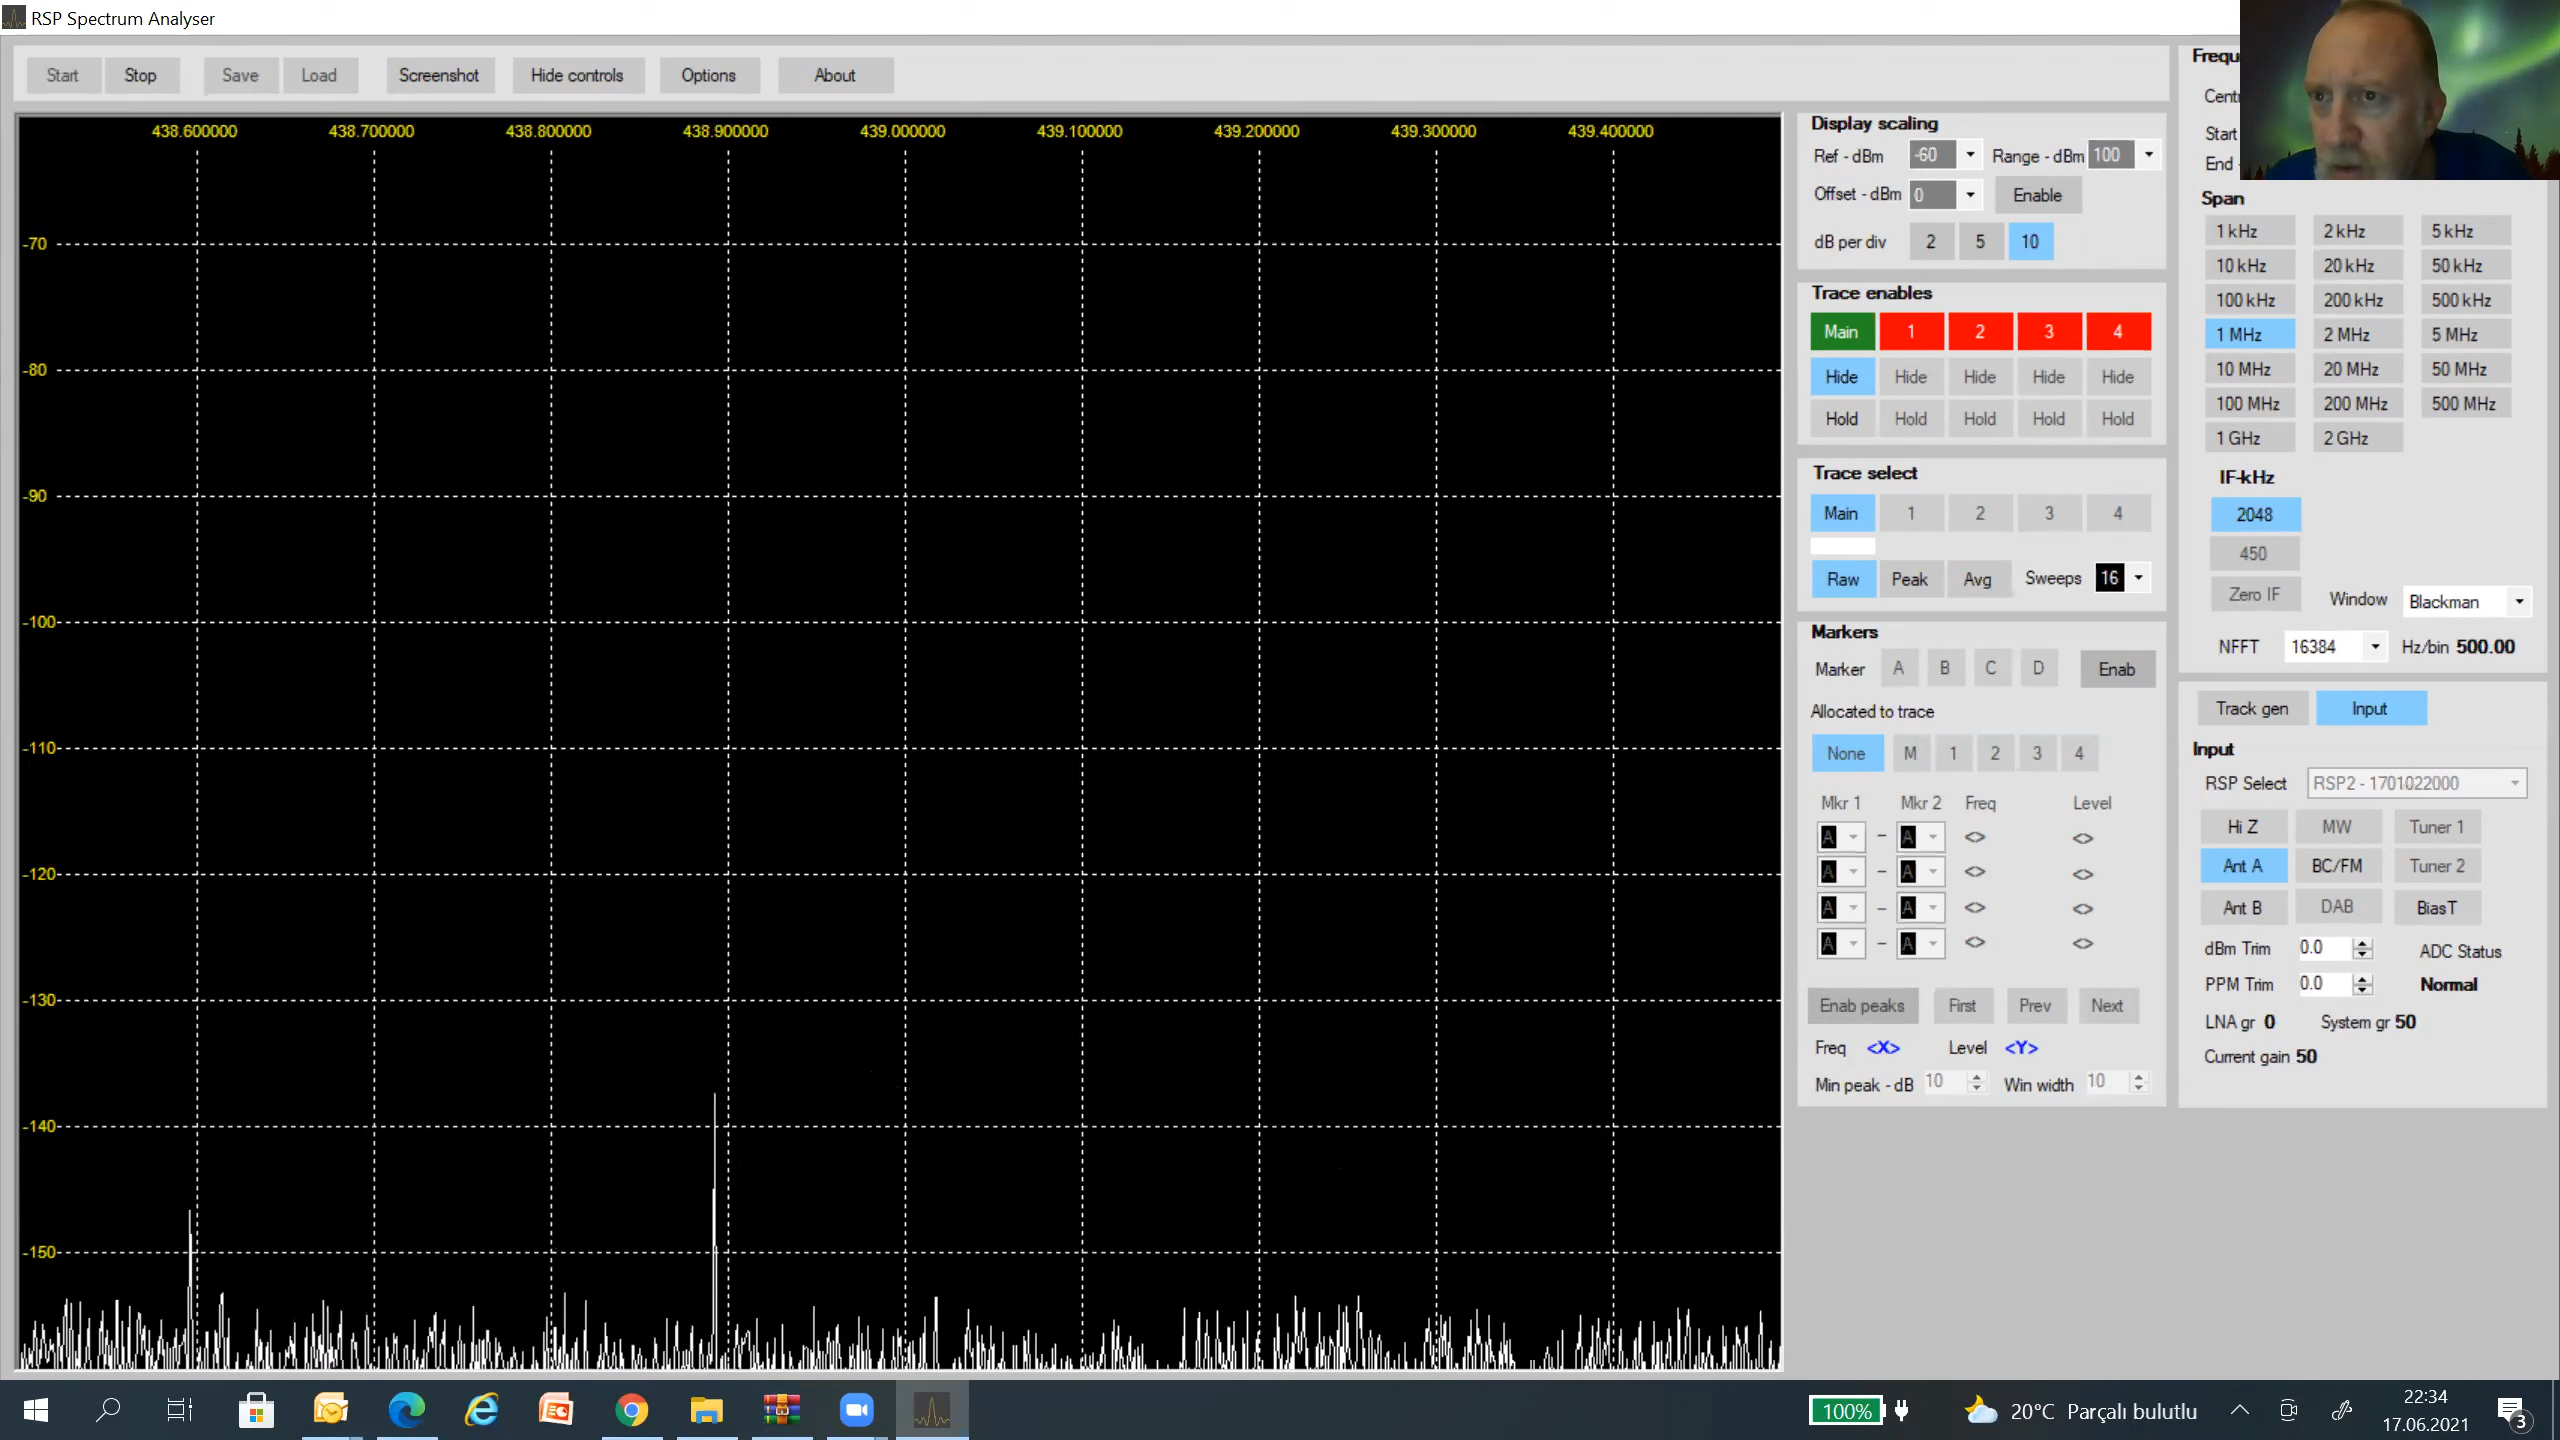 RSP Spectrum Analyser
Start Stop Save Load Screenshot Hide controls Options About
438.600000 438.700000 438.800000 438.900000 439.000000 439.100000 439.200000 439.300000 439.400000
-70
-80
-90
-100
-110
-120
-130
-140
-150
Display scaling
Ref - dBm -60 Range - dBm 100
Offset - dBm 0 Enable
dB per div 2 5 10
Trace enables
Main 1 2 3 4
Hide Hide Hide Hide Hide
Hold Hold Hold Hold Hold
Trace select
Main 1 2 3 4
Raw Peak Avg Sweeps 16
Markers
Marker A B C D Enab
Allocated to trace
None M 1 2 3 4
Mkr 1 Mkr 2 Freq Level
A - A <> <>
A - A <> <>
A - A <> <>
A - A <> <>
Enab peaks First Prev Next
Freq <X> Level <Y>
Min peak - dB 10 Win width 10
Start
End -
Span
1 kHz 2 kHz 5 kHz
10 kHz 20 kHz 50 kHz
100 kHz 200 kHz 500 kHz
1 MHz 2 MHz 5 MHz
10 MHz 20 MHz 50 MHz
100 MHz 200 MHz 500 MHz
1 GHz 2 GHz
IF-kHz
2048
450
Zero IF Window Blackman
NFFT 16384 Hz/bin 500.00
Track gen Input
Input
RSP Select RSP2 - 1701022000
Hi Z MW Tuner 1
Ant A BC/FM Tuner 2
Ant B DAB BiasT
dBm Trim 0.0 ADC Status
PPM Trim 0.0 Normal
LNA gr 0 System gr 50
Current gain 50
100% 20°C Parçalı bulutlu 22:34
17.06.2021
3